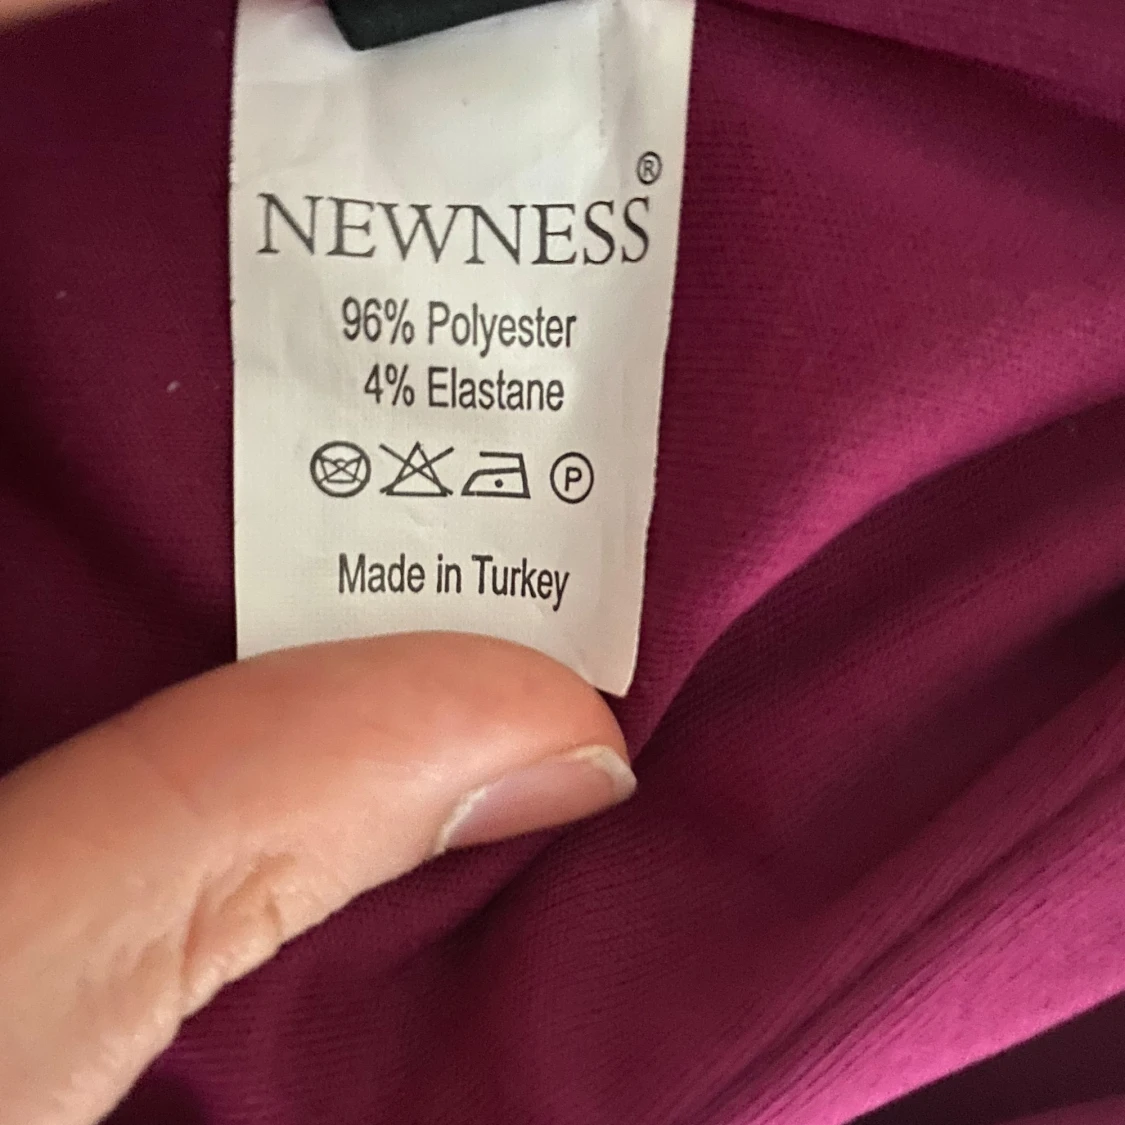 NEWNESS®
96% Polyester
4% Elastane
P
Made in Turkey